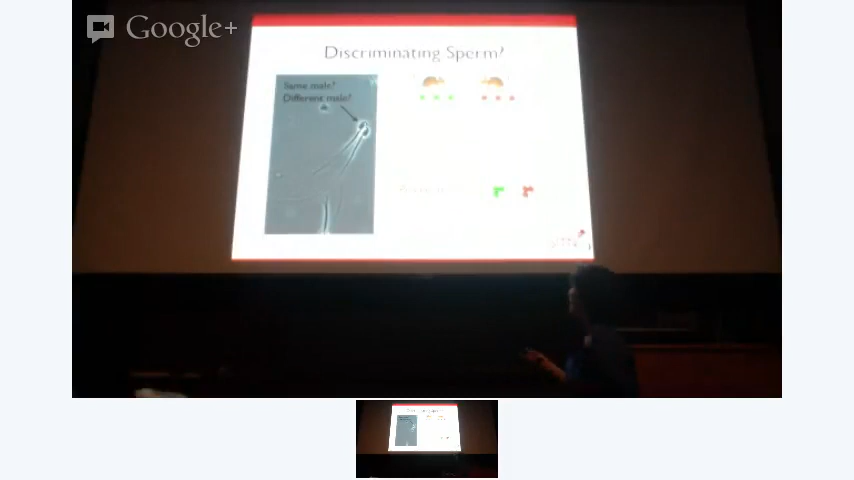 Google+
Discriminating Sperm?
Same male?
Different male?